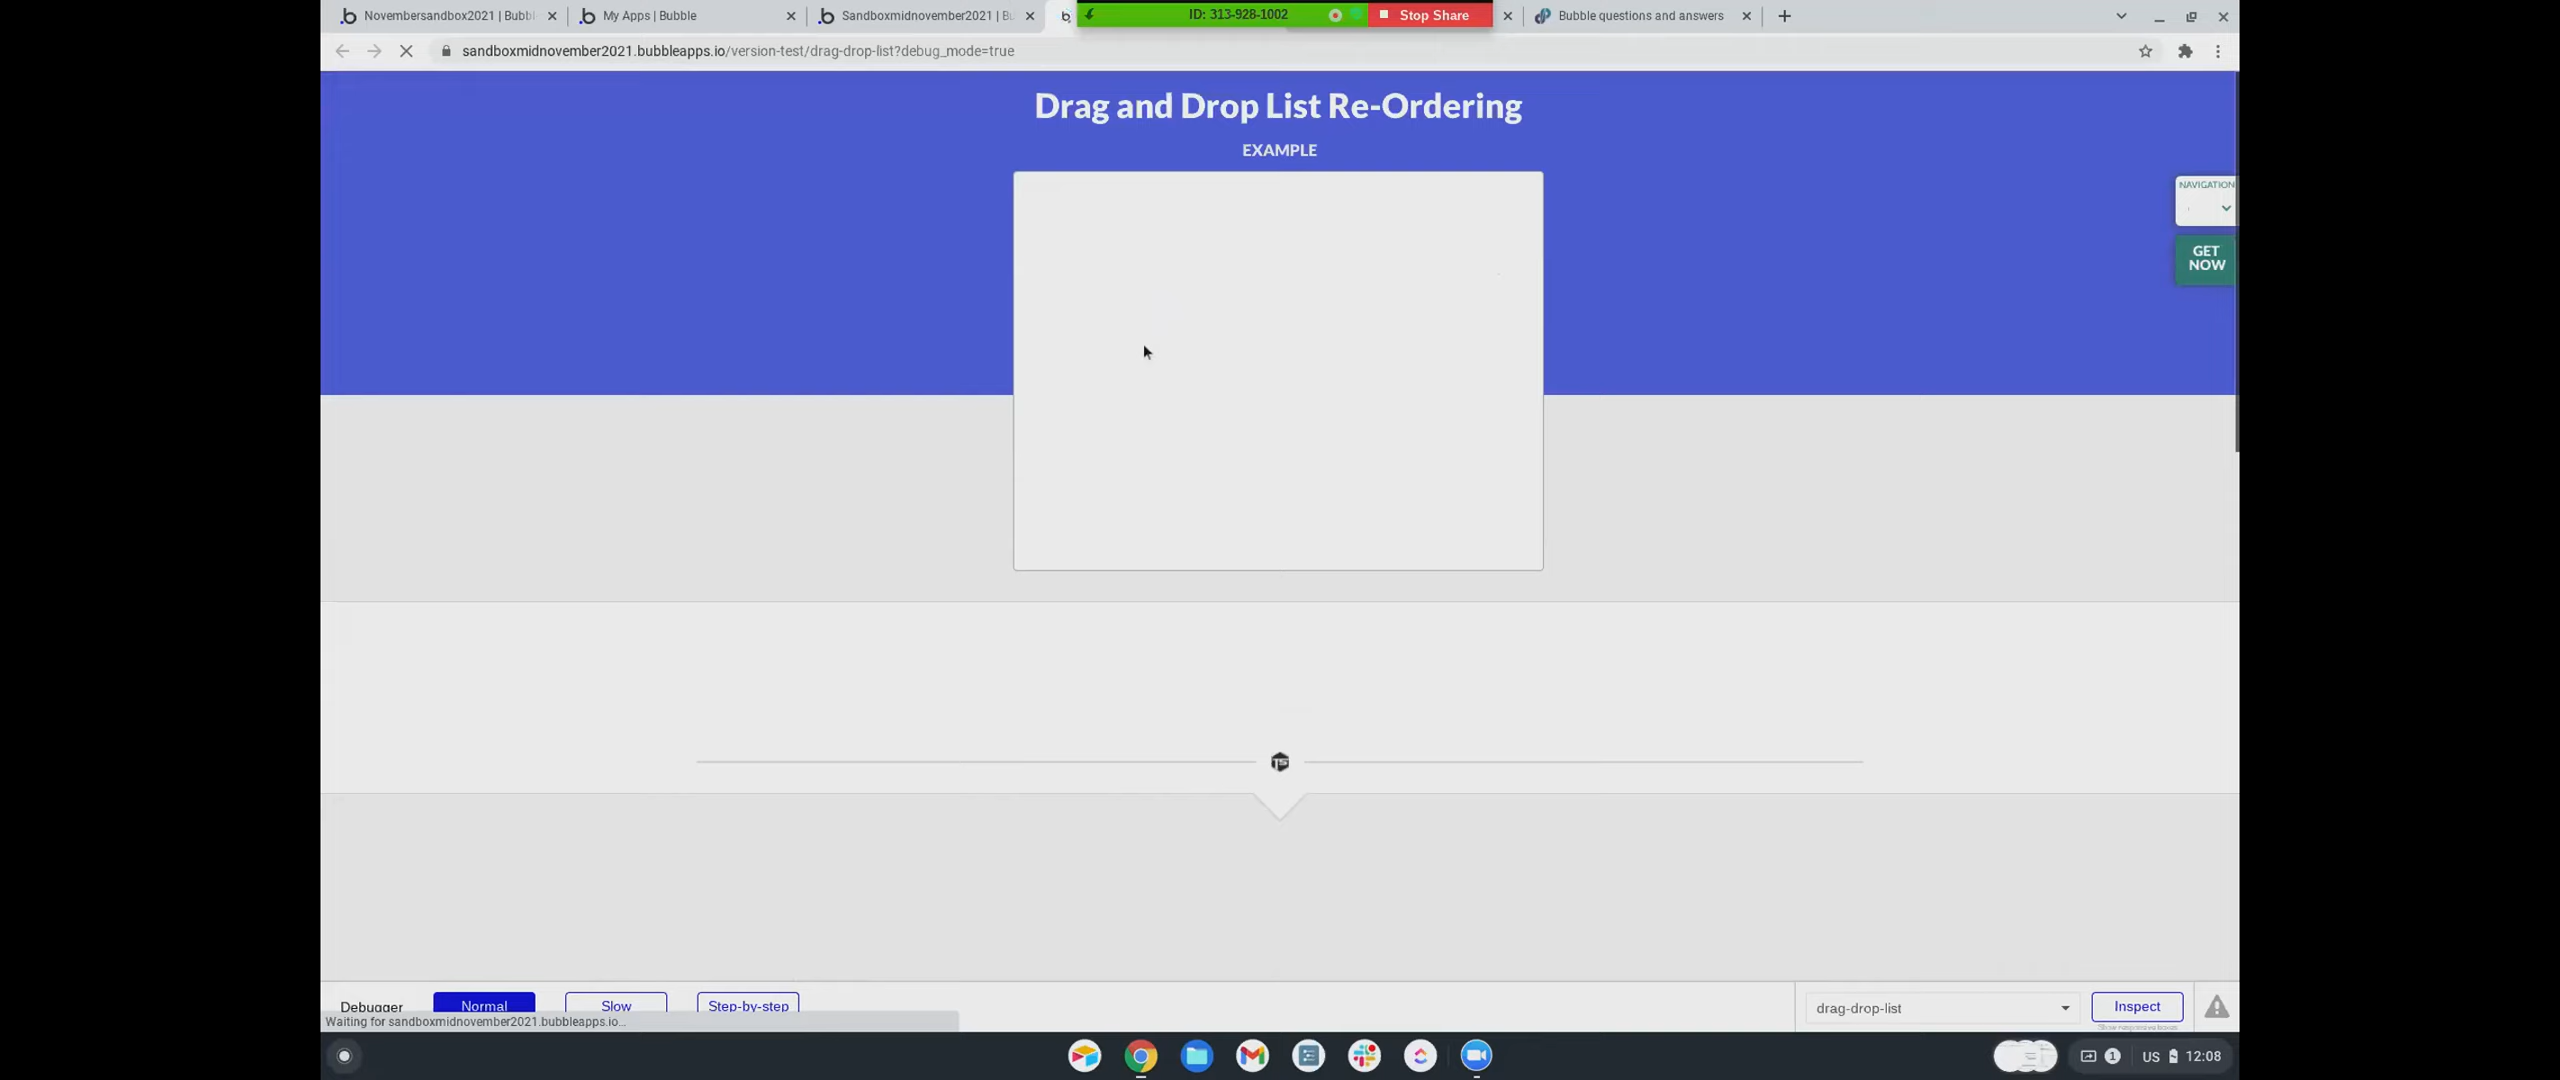 Novembersandbox2021 | Bubbl
My Apps | Bubble
Sandboxmidnovember2021 | Bu
ID: 313-928-1002
Stop Share
Bubble questions and answers
sandboxmidnovember2021.bubbleapps.io/version-test/drag-drop-list?debug_mode=true
Drag and Drop List Re-Ordering
EXAMPLE
NAVIGATION
GET
NOW
TS
Debugger
Normal
Slow
Step-by-step
drag-drop-list
Inspect
Waiting for sandboxmidnovember2021.bubbleapps.io...
1
US
12:08